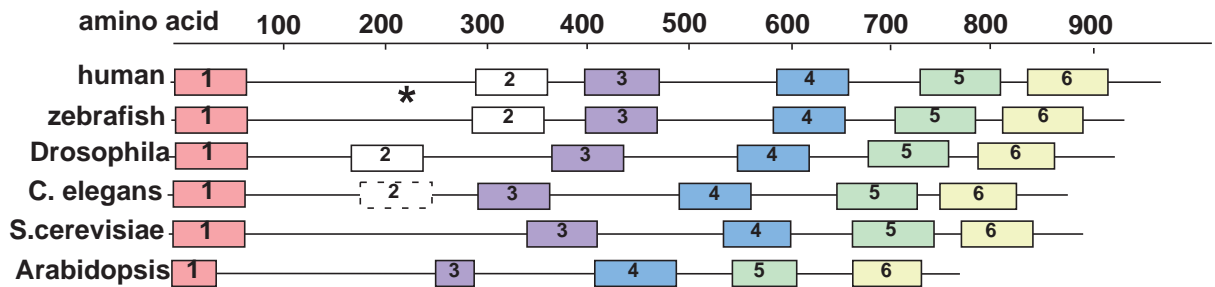 amino acid 100 200 300 400 500 600 700 800 900
human 1 2 3 4 5 6
*
zebrafish 1 2 3 4 5 6
Drosophila 1 2 3 4 5 6
C. elegans 1 2 3 4 5 6
S.cerevisiae 1 3 4 5 6
Arabidopsis 1 3 4 5 6